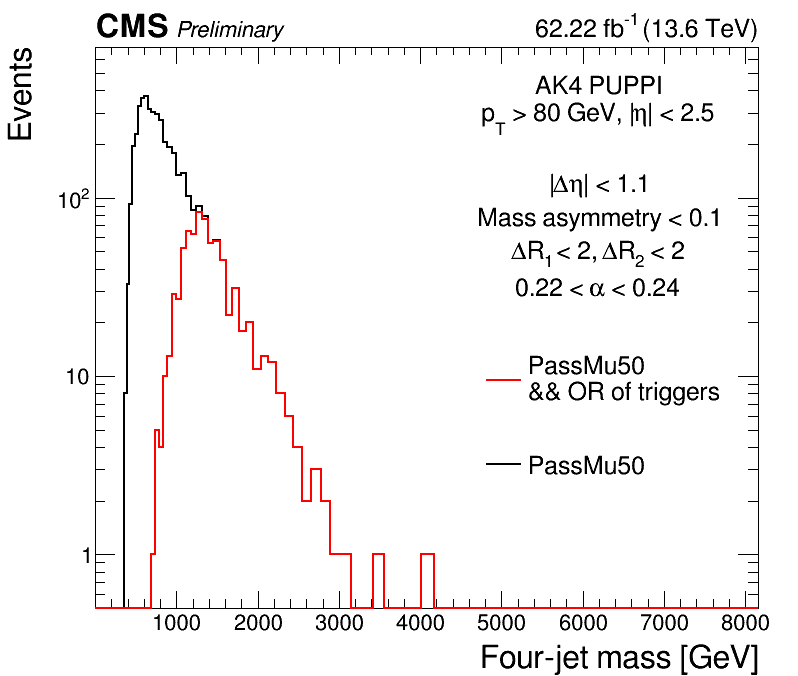 CMS Preliminary 62.22 fb⁻¹ (13.6 TeV)
Events
AK4 PUPPI
p_T > 80 GeV, |η| < 2.5
|Δη| < 1.1
Mass asymmetry < 0.1
ΔR₁ < 2, ΔR₂ < 2
0.22 < α < 0.24
PassMu50
&& OR of triggers
PassMu50
10²
10
1
1000 2000 3000 4000 5000 6000 7000 8000
Four-jet mass [GeV]